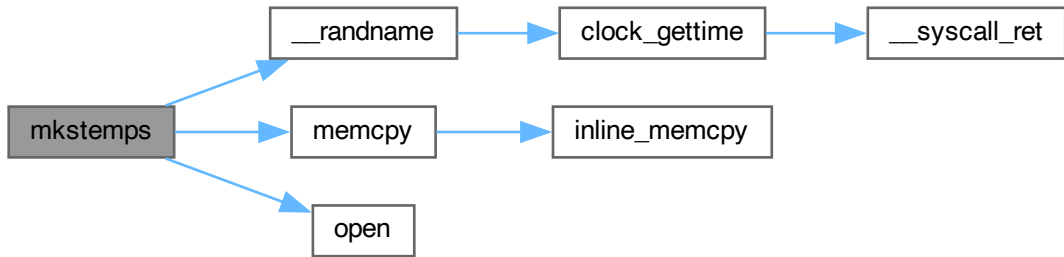 mkstemps
__randname
clock_gettime
__syscall_ret
memcpy
inline_memcpy
open